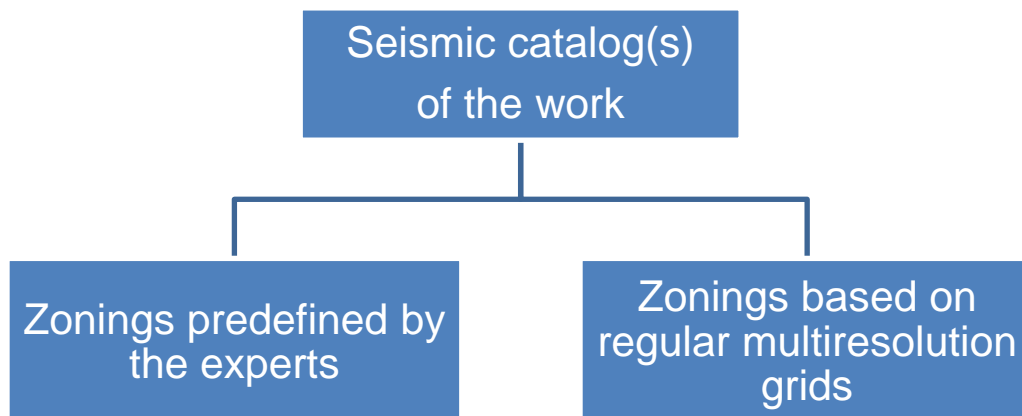 Seismic catalog(s)
of the work
Zonings predefined by
the experts
Zonings based on
regular multiresolution
grids